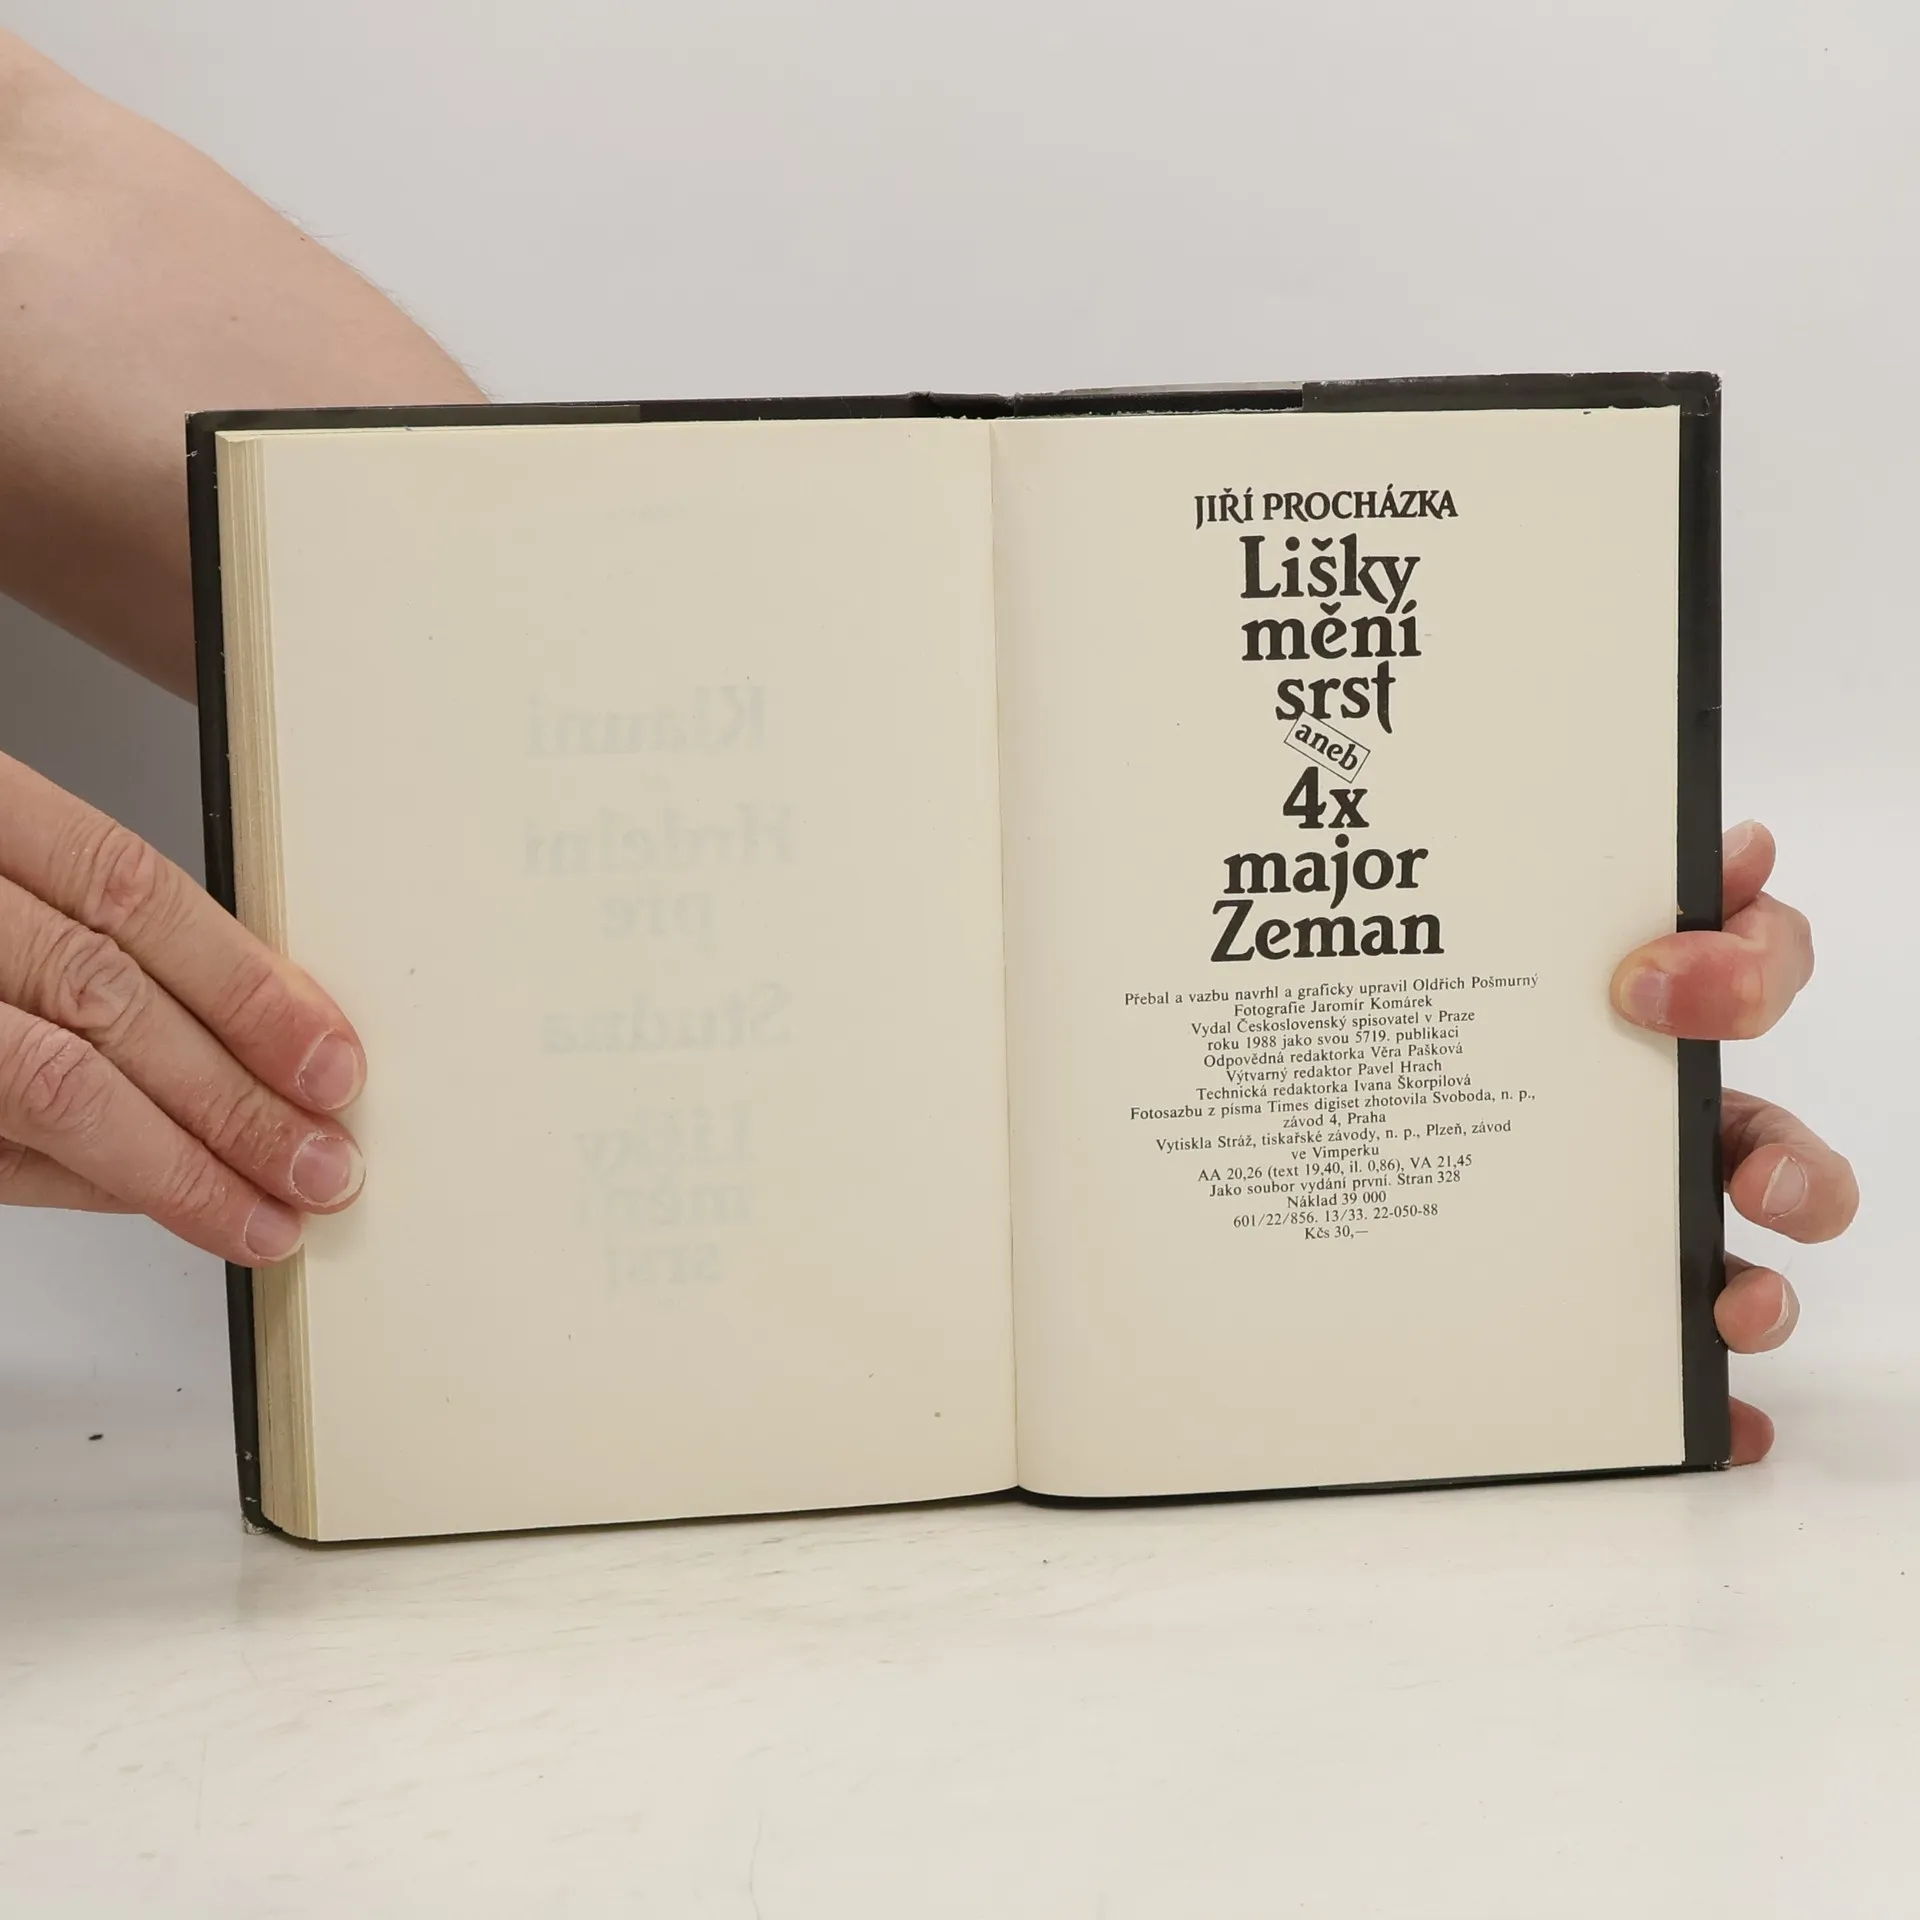 Klauni
Studna
Lišky
srst
JIŘÍ PROCHÁZKA
Lišky
mění
srst
aneb
4x
major
Zeman
Přebal a vazbu navrhl a graficky upravil Oldřich Pošmurný
Fotografie Jaromír Komárek
Vydal Československý spisovatel v Praze
roku 1988 jako svou 5719. publikaci
Odpovědná redaktorka Věra Pašková
Výtvarný redaktor Pavel Hrach
Technická redaktorka Ivana Škorpilová
Fotosazbu z písma Times digiset zhotovila Svoboda, n. p.,
závod 4, Praha
Vytiskla Stráž, tiskařské závody, n. p., Plzeň, závod
ve Vimperku
AA 20,26 (text 19,40, il. 0,86), VA 21,45
Jako soubor vydání první. Stran 328
Náklad 39 000
601/22/856. 13/33. 22-050-88
Kčs 30,—